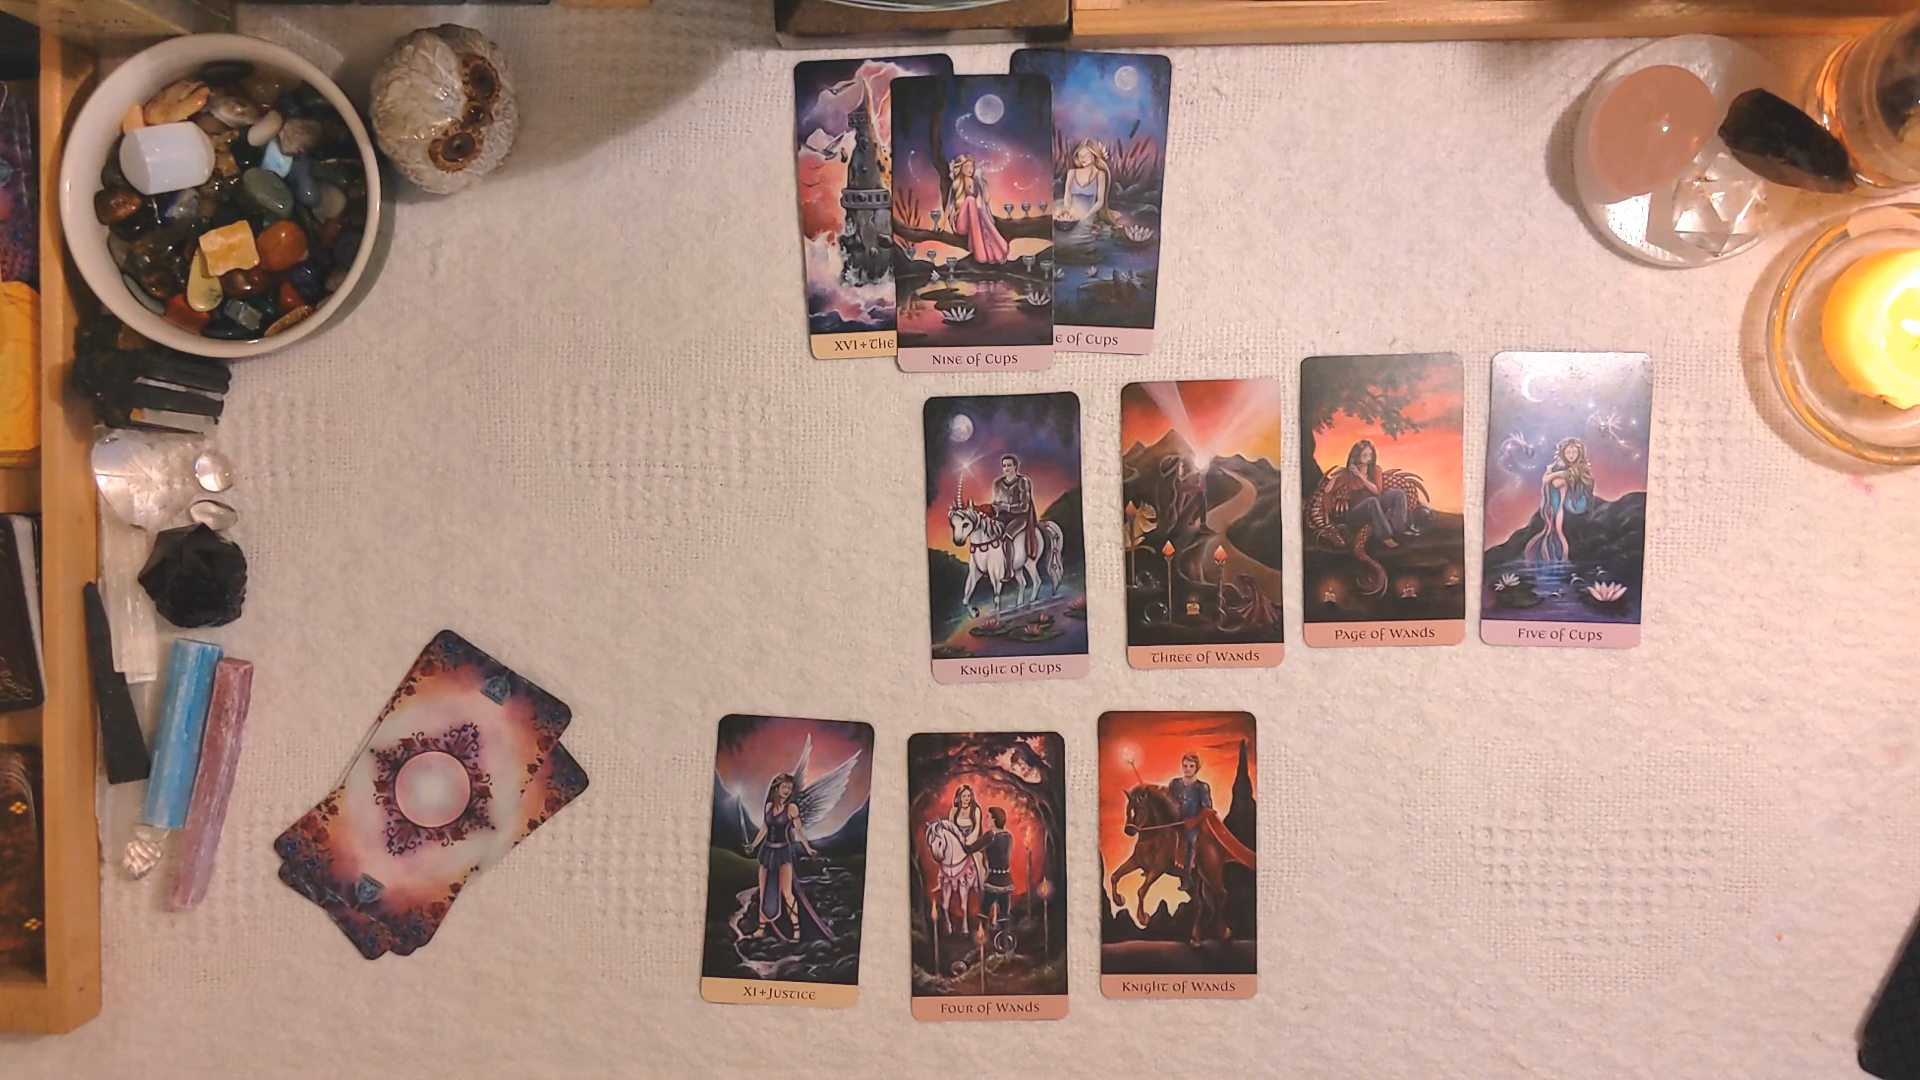 XVI + The
Nine of Cups
e of Cups
Knight of Cups
Three of Wands
Page of Wands
Five of Cups
XI + Justice
Four of Wands
Knight of Wands